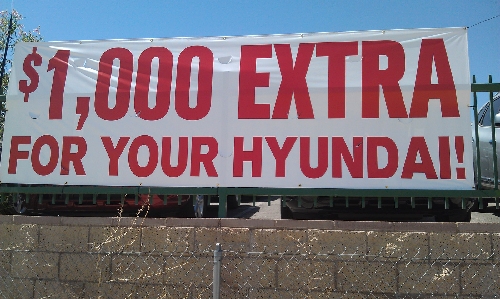 $1,000 EXTRA
FOR YOUR HYUNDAI!